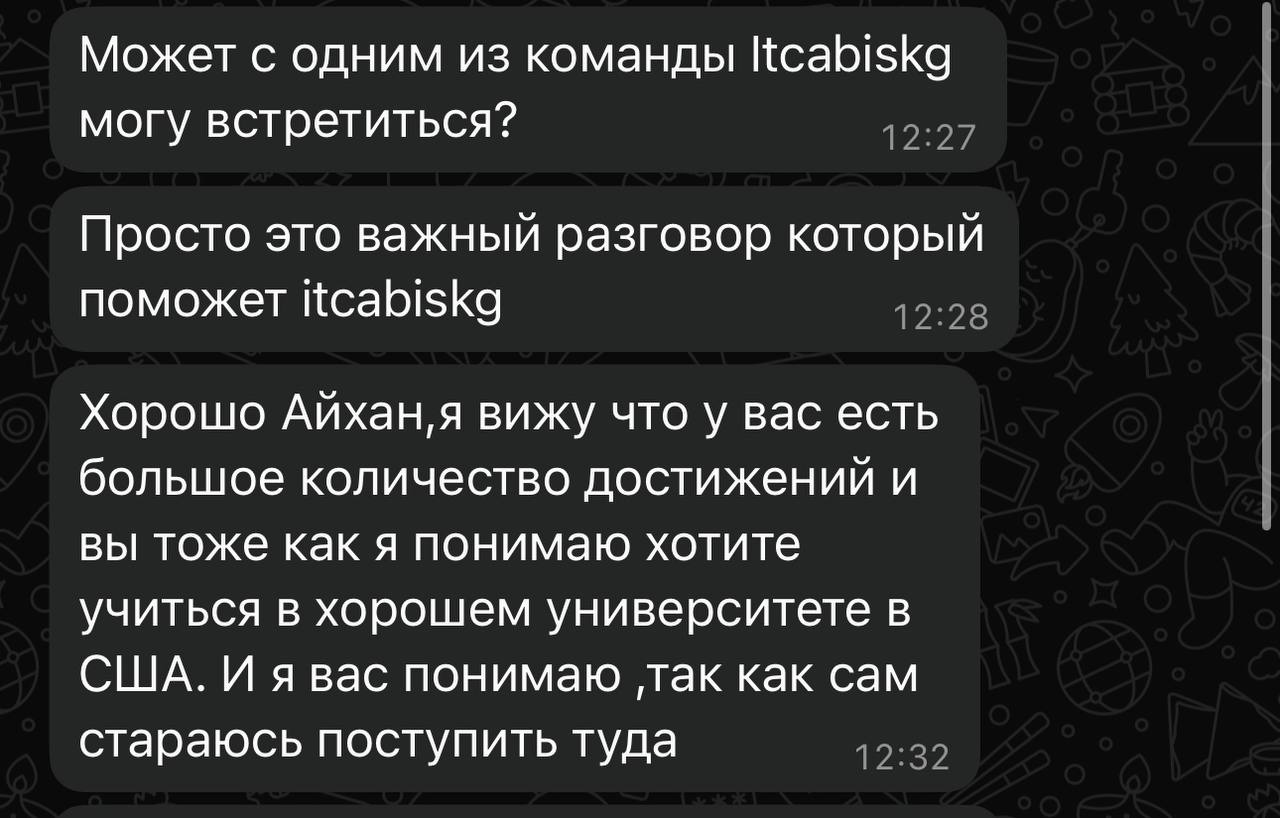 Может с одним из команды Itcabiskg
могу встретиться?
12:27
Просто это важный разговор который
поможет itcabiskg
12:28
Хорошо Айхан,я вижу что у вас есть
большое количество достижений и
вы тоже как я понимаю хотите
учиться в хорошем университете в
США. И я вас понимаю ,так как сам
стараюсь поступить туда
12:32